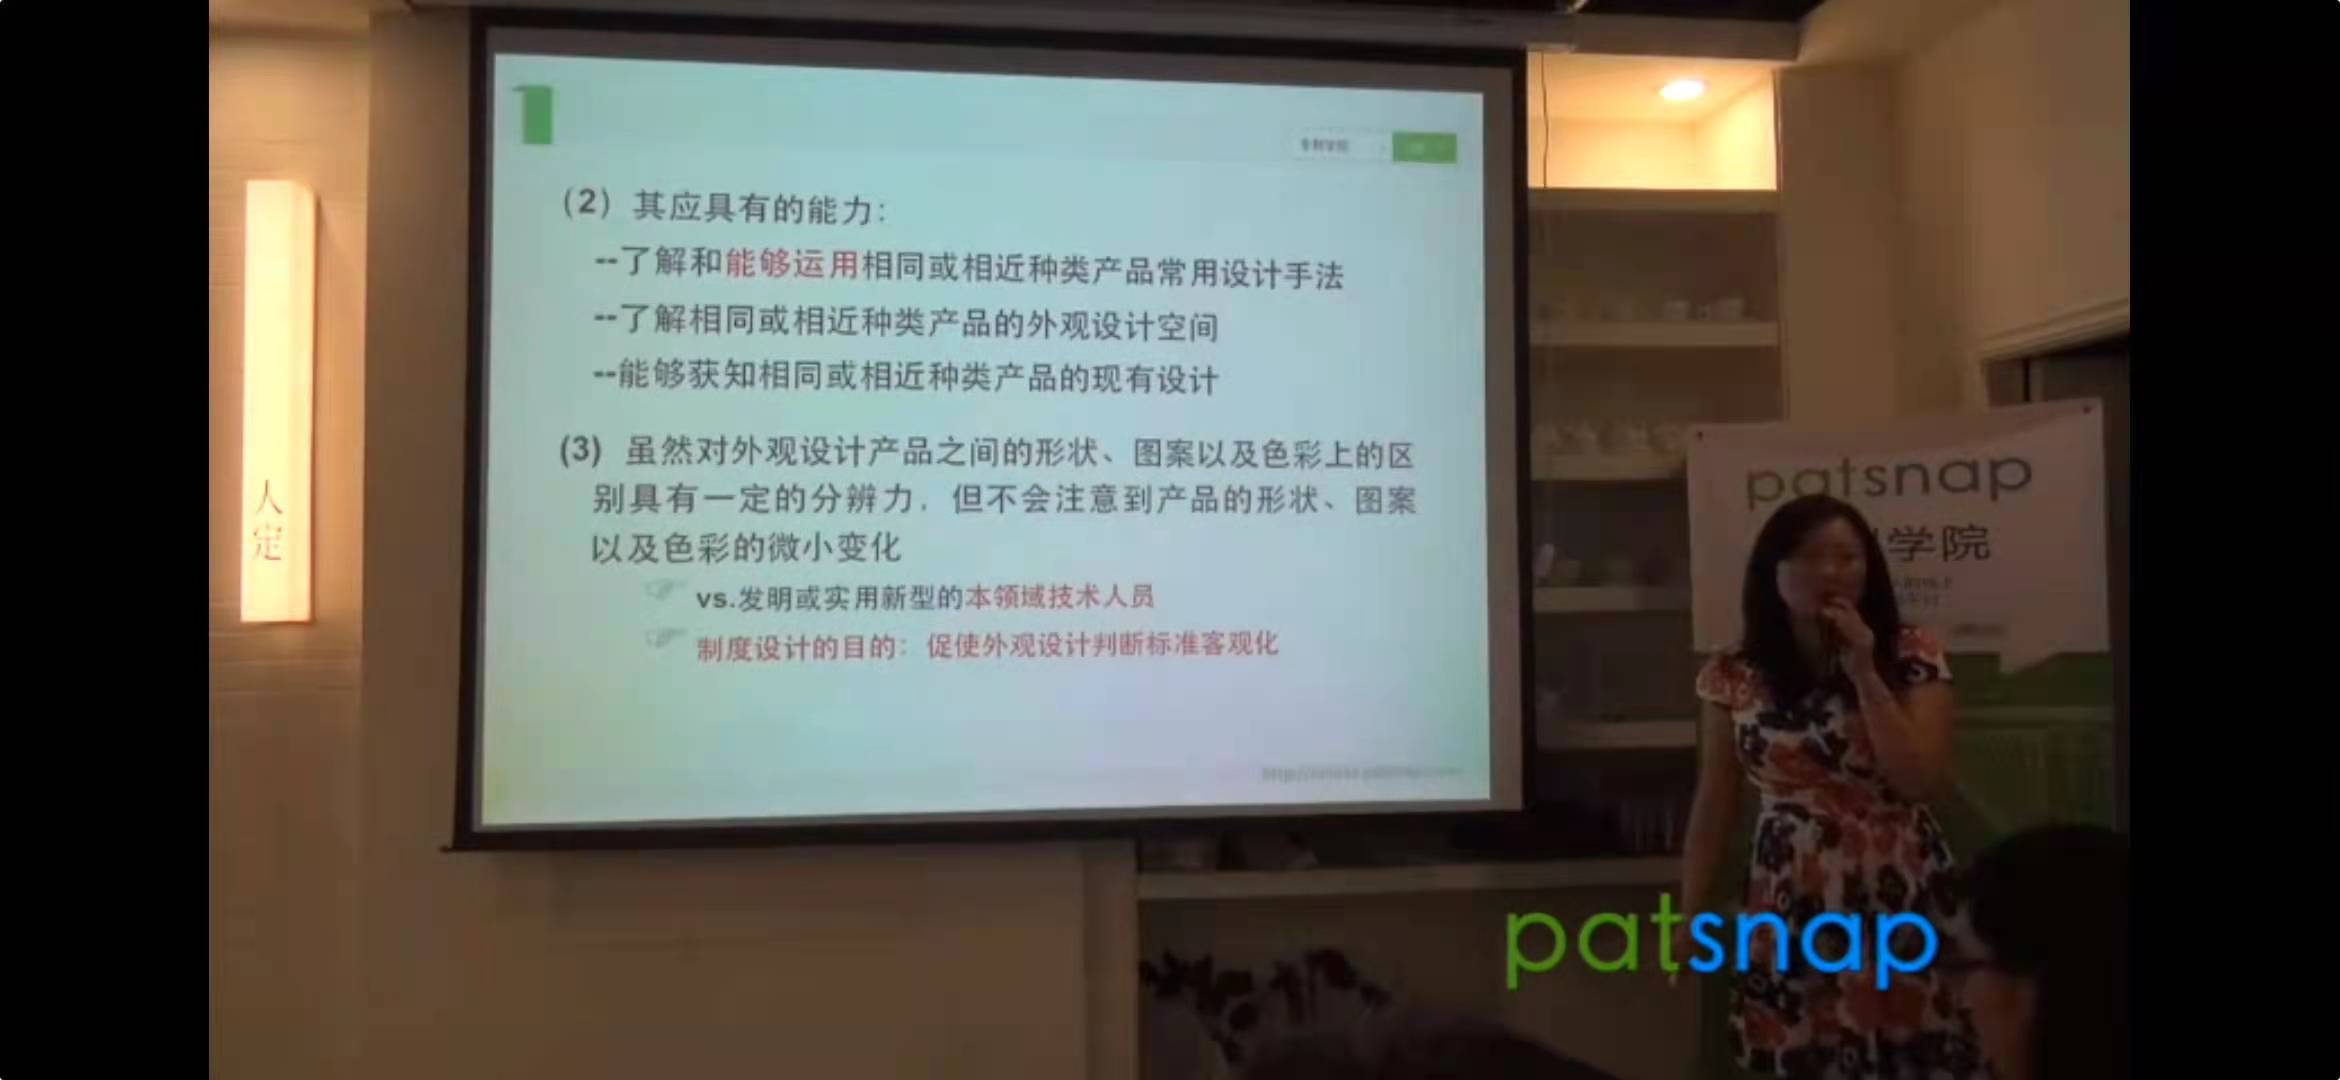 专利学院
(2) 其应具有的能力:
--了解和能够运用相同或相近种类产品常用设计手法
--了解相同或相近种类产品的外观设计空间
--能够获知相同或相近种类产品的现有设计
(3) 虽然对外观设计产品之间的形状、图案以及色彩上的区
别具有一定的分辨力，但不会注意到产品的形状、图案
以及色彩的微小变化
vs.发明或实用新型的本领域技术人员
制度设计的目的：促使外观设计判断标准客观化
人定
patsnap
学院
patsnap